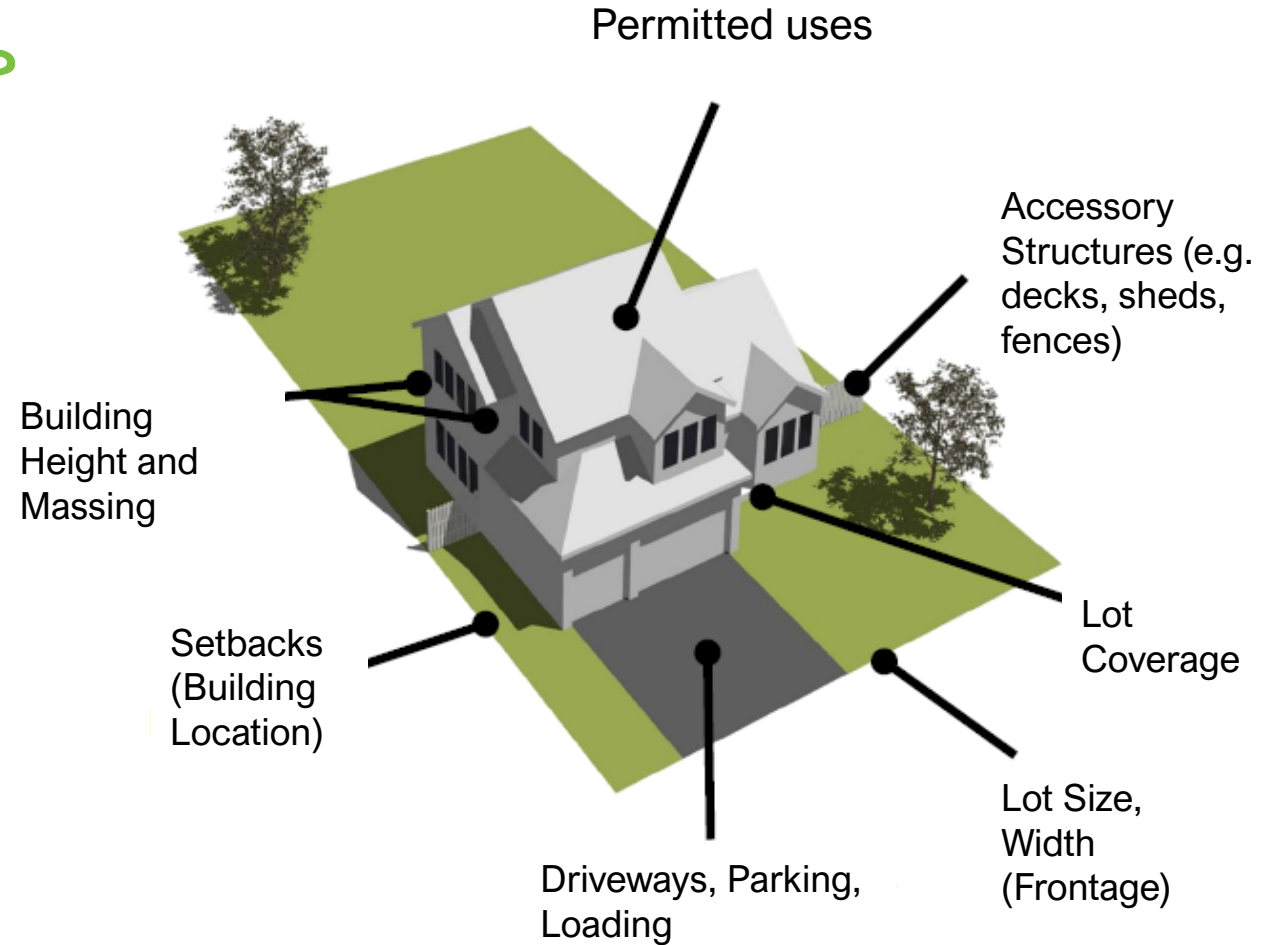 Permitted uses
Accessory
Structures (e.g.
decks, sheds,
fences)
Building
Height and
Massing
Lot
Coverage
Setbacks
(Building
Location)
Lot Size,
Width
(Frontage)
Driveways, Parking,
Loading